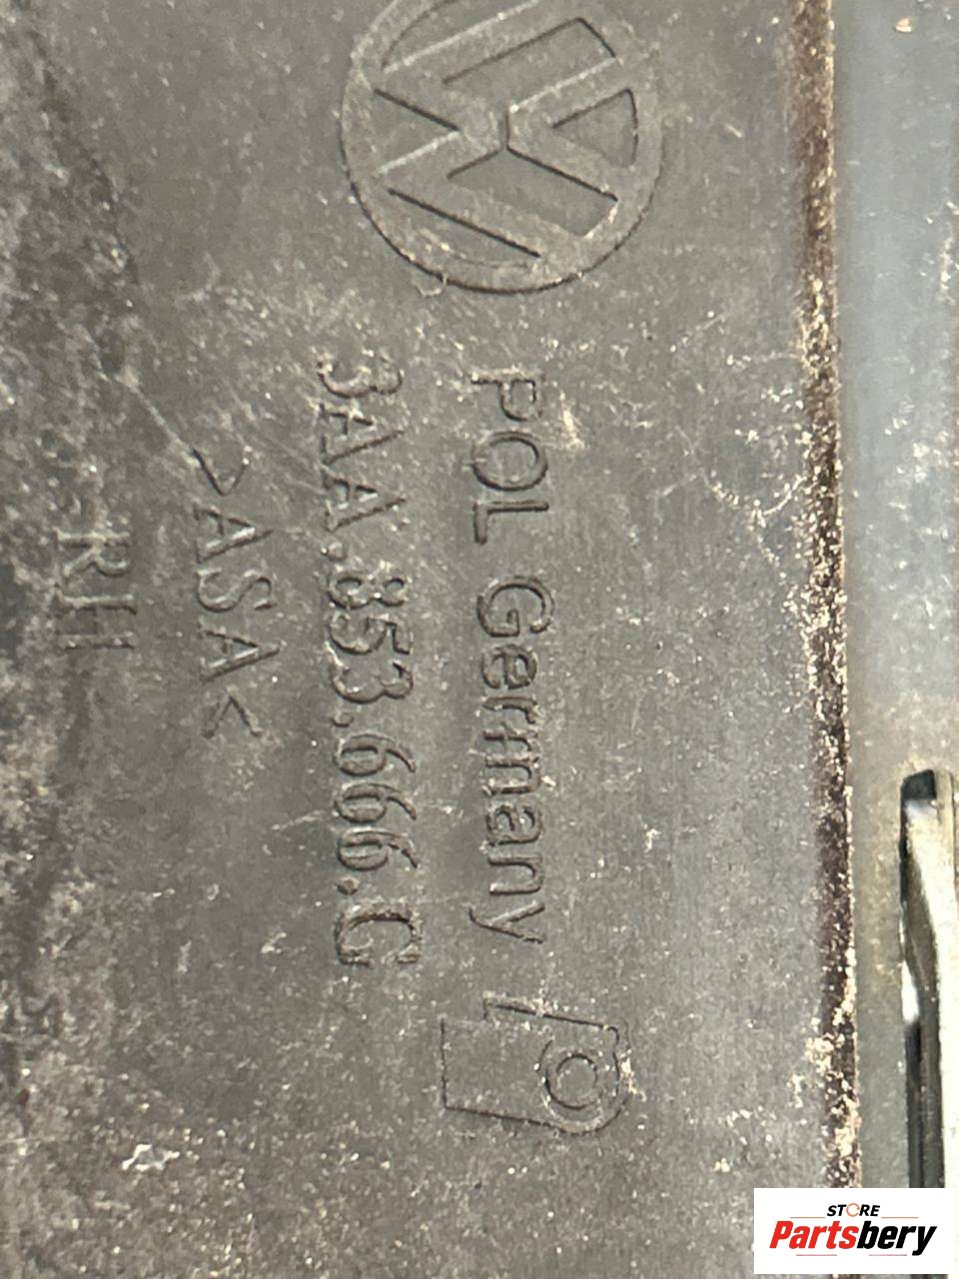 POL Germany
3AA.853.666.C
>ASA<
RH
STORE
Partsbery